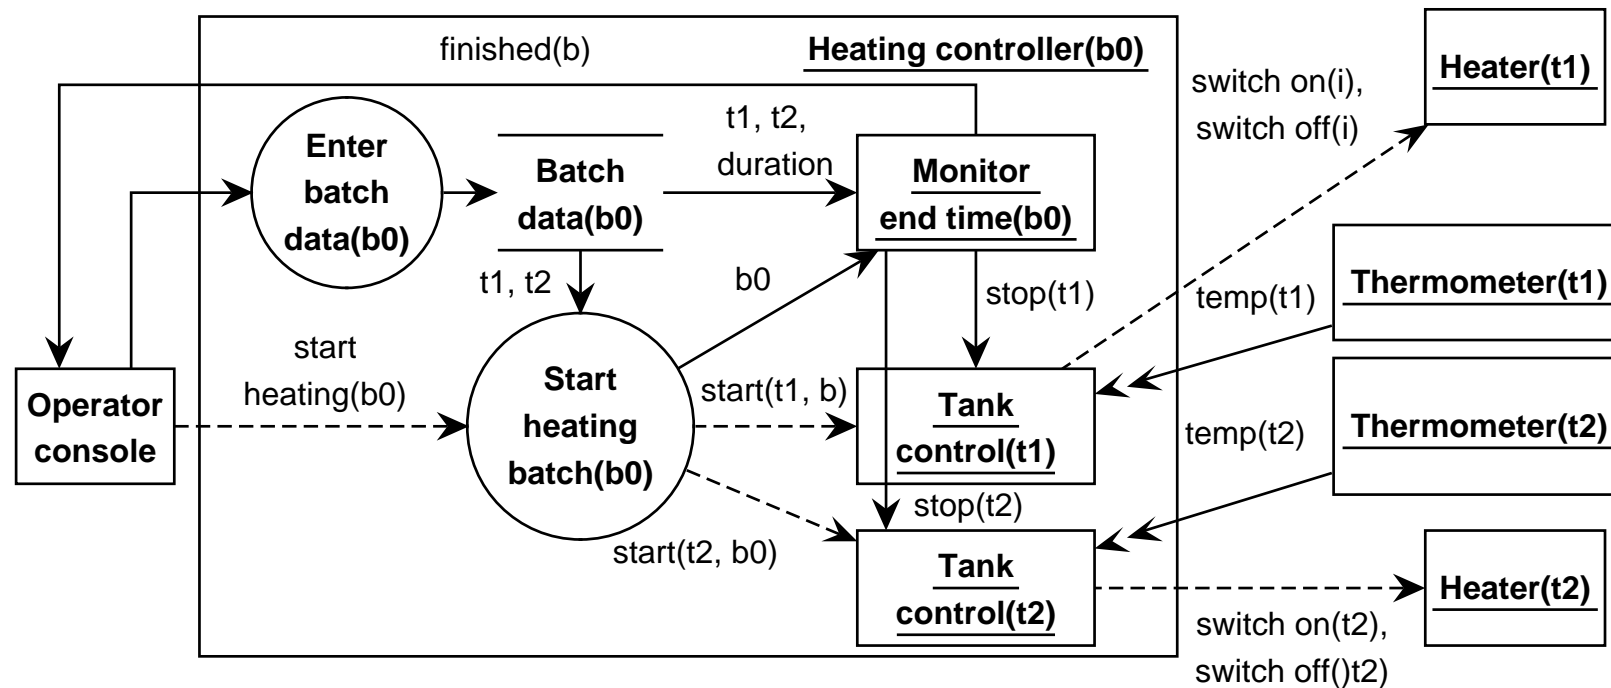 finished(b)
Heating controller(b0)
Heater(t1)
switch on(i),
switch off(i)
Enter
batch
data(b0)
Batch
data(b0)
t1, t2,
duration
Monitor
end time(b0)
t1, t2
b0
stop(t1)
temp(t1)
Thermometer(t1)
start
heating(b0)
Operator
console
Start
heating
batch(b0)
start(t1, b)
Tank
control(t1)
temp(t2)
Thermometer(t2)
stop(t2)
start(t2, b0)
Tank
control(t2)
Heater(t2)
switch on(t2),
switch off()t2)